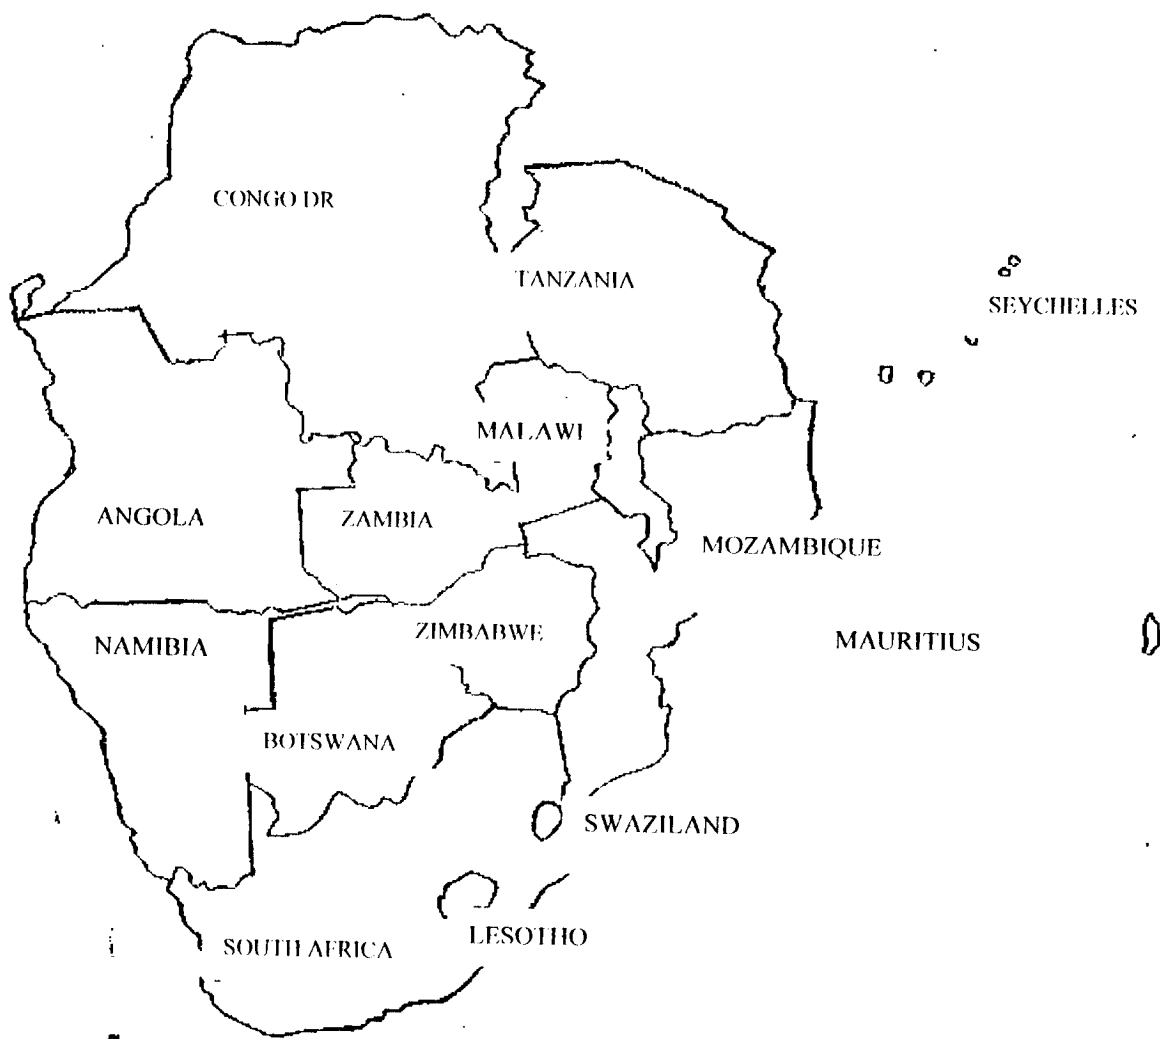 CONGO DR
TANZANIA
SEYCHELLES
MALAWI
ANGOLA
ZAMBIA
MOZAMBIQUE
NAMIBIA
ZIMBABWE
MAURITIUS
BOTSWANA
SWAZILAND
SOUTH AFRICA
LESOTHO